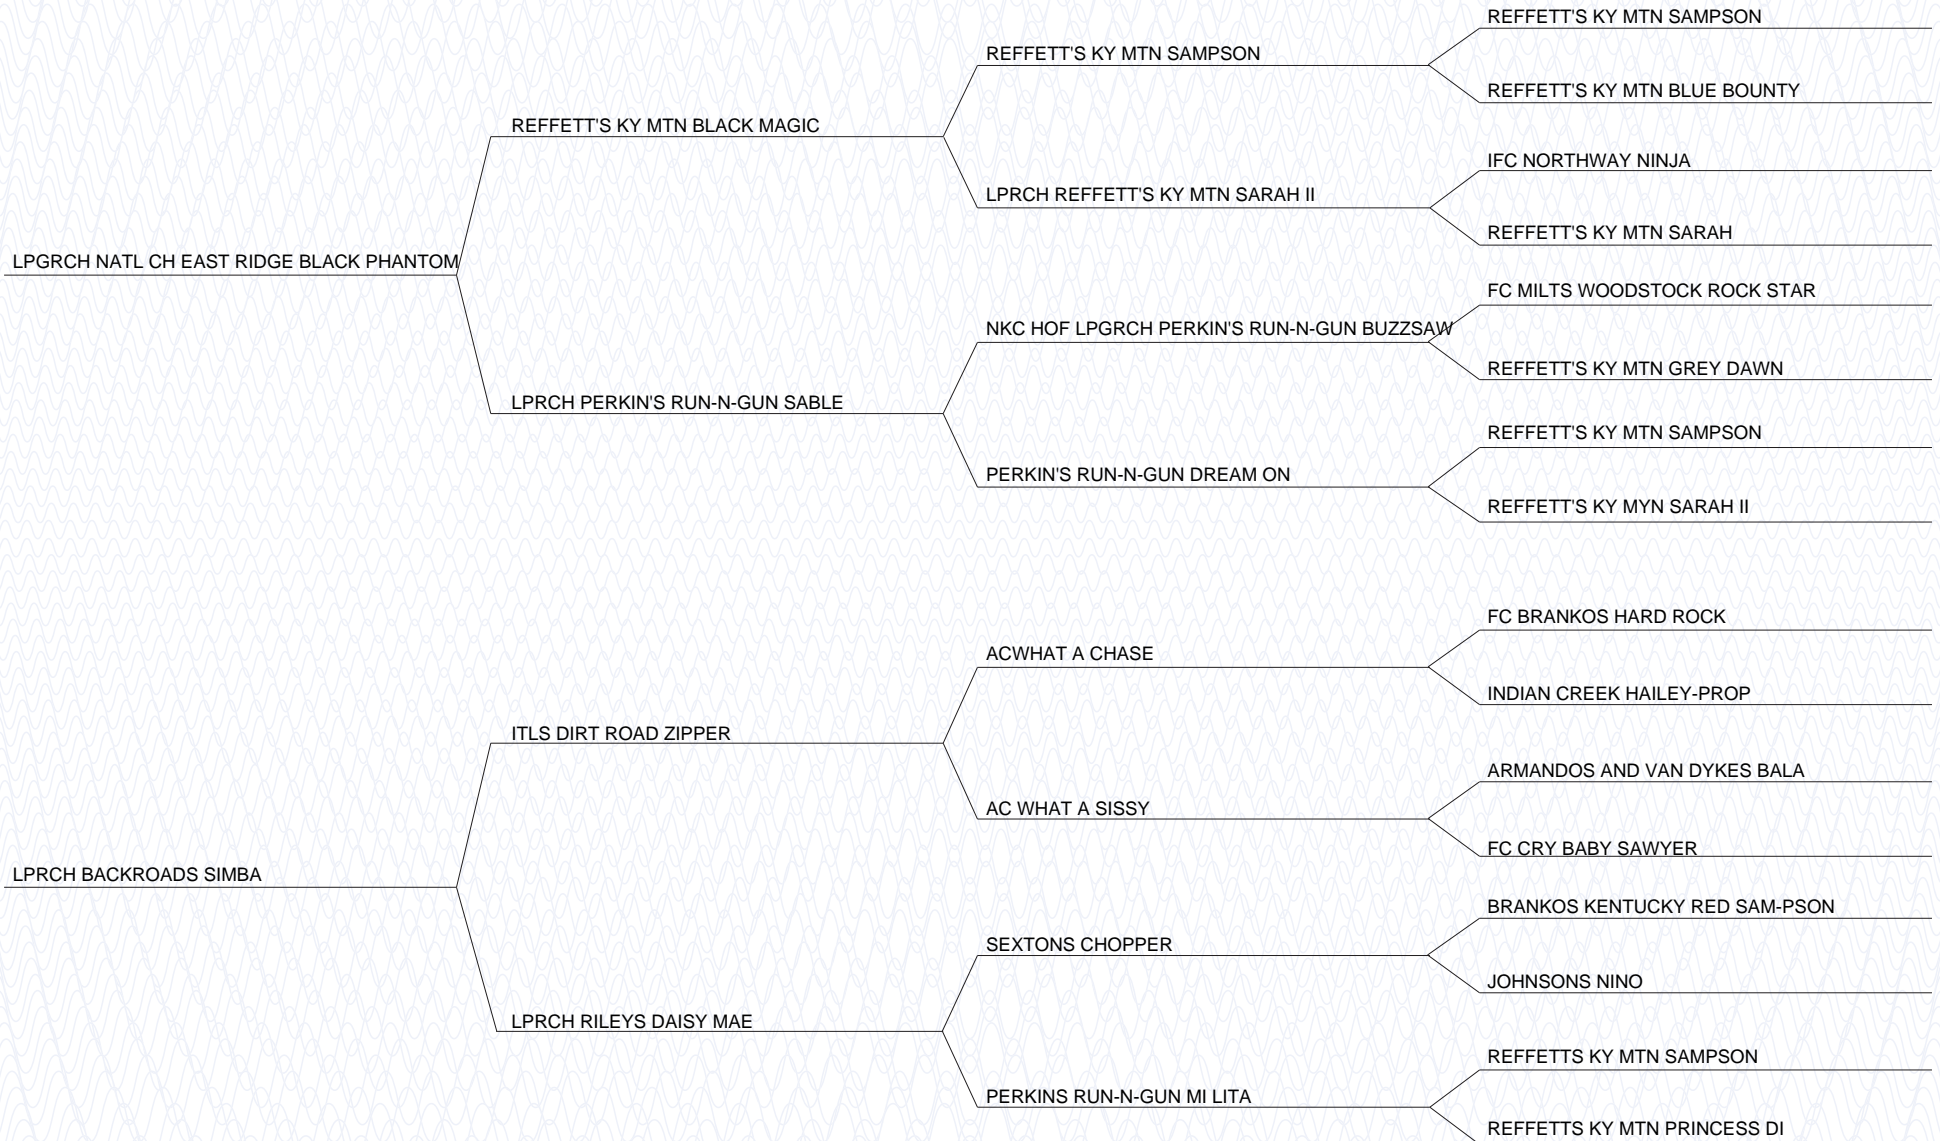 REFFETT'S KY MTN SAMPSON
REFFETT'S KY MTN SAMPSON
REFFETT'S KY MTN BLUE BOUNTY
REFFETT'S KY MTN BLACK MAGIC
IFC NORTHWAY NINJA
LPRCH REFFETT'S KY MTN SARAH II
REFFETT'S KY MTN SARAH
LPGRCH NATL CH EAST RIDGE BLACK PHANTOM
FC MILTS WOODSTOCK ROCK STAR
NKC HOF LPGRCH PERKIN'S RUN-N-GUN BUZZSAW
REFFETT'S KY MTN GREY DAWN
LPRCH PERKIN'S RUN-N-GUN SABLE
REFFETT'S KY MTN SAMPSON
PERKIN'S RUN-N-GUN DREAM ON
REFFETT'S KY MYN SARAH II
FC BRANKOS HARD ROCK
ACWHAT A CHASE
INDIAN CREEK HAILEY-PROP
ITLS DIRT ROAD ZIPPER
ARMANDOS AND VAN DYKES BALA
AC WHAT A SISSY
FC CRY BABY SAWYER
LPRCH BACKROADS SIMBA
BRANKOS KENTUCKY RED SAM-PSON
SEXTONS CHOPPER
JOHNSONS NINO
LPRCH RILEYS DAISY MAE
REFFETTS KY MTN SAMPSON
PERKINS RUN-N-GUN MI LITA
REFFETTS KY MTN PRINCESS DI